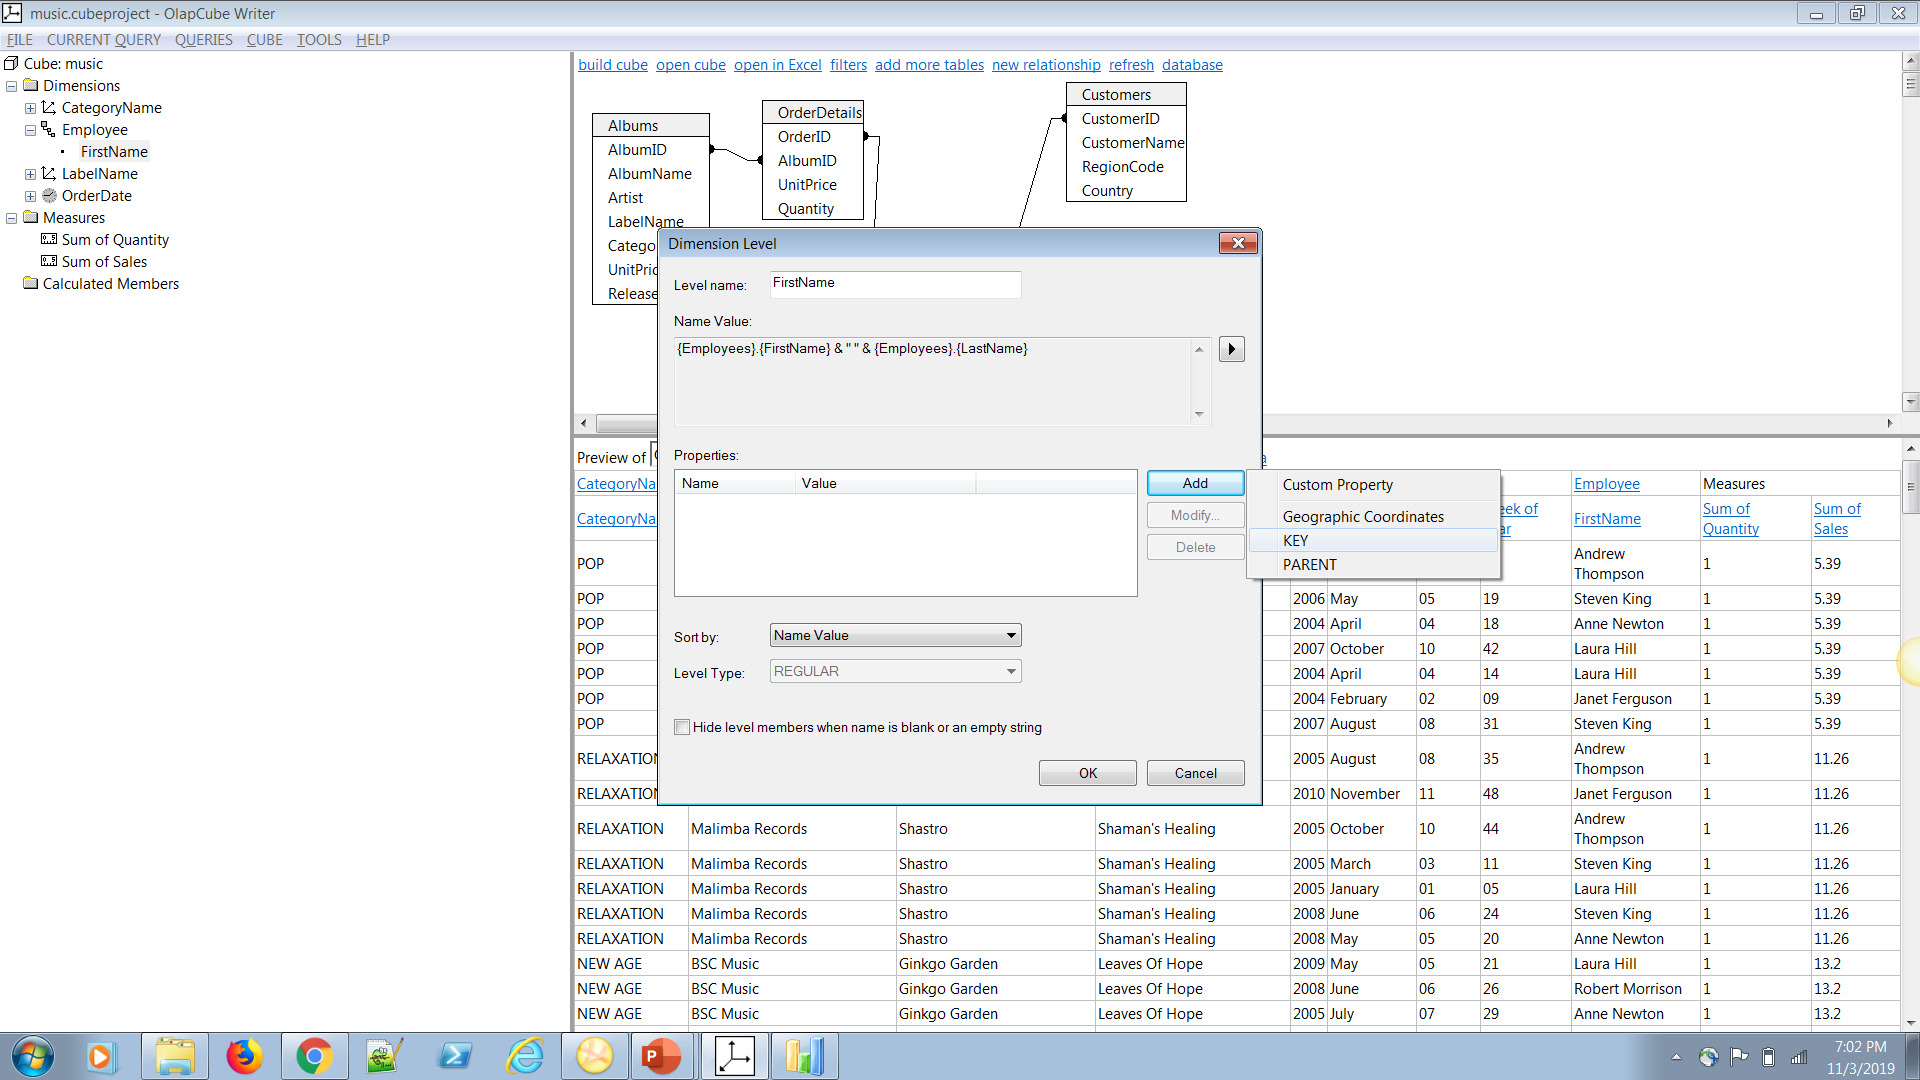 music.cubeproject - OlapCube Writer
FILE CURRENT QUERY QUERIES CUBE TOOLS HELP
Cube: music
Dimensions
CategoryName
Employee
FirstName
LabelName
OrderDate
Measures
Sum of Quantity
Sum of Sales
Calculated Members
build cube open cube open in Excel filters add more tables new relationship refresh database
Albums
AlbumID
AlbumName
Artist
LabelName
Catego
UnitPric
Release
OrderDetails
OrderID
AlbumID
UnitPrice
Quantity
Customers
CustomerID
CustomerName
RegionCode
Country
Dimension Level
Level name: FirstName
Name Value:
{Employees}.{FirstName} & " " & {Employees}.{LastName}
Properties:
Name Value
Add
Modify...
Delete
Custom Property
Geographic Coordinates
KEY
PARENT
Sort by: Name Value
Level Type: REGULAR
Hide level members when name is blank or an empty string
OK Cancel
Preview of
CategoryNa Employee Measures
CategoryNa eek of FirstName Sum of Quantity Sum of Sales
POP Andrew Thompson 1 5.39
POP 2006 May 05 19 Steven King 1 5.39
POP 2004 April 04 18 Anne Newton 1 5.39
POP 2007 October 10 42 Laura Hill 1 5.39
POP 2004 April 04 14 Laura Hill 1 5.39
POP 2004 February 02 09 Janet Ferguson 1 5.39
POP 2007 August 08 31 Steven King 1 5.39
RELAXATION 2005 August 08 35 Andrew Thompson 1 11.26
RELAXATION 2010 November 11 48 Janet Ferguson 1 11.26
RELAXATION Malimba Records Shastro Shaman's Healing 2005 October 10 44 Andrew Thompson 1 11.26
RELAXATION Malimba Records Shastro Shaman's Healing 2005 March 03 11 Steven King 1 11.26
RELAXATION Malimba Records Shastro Shaman's Healing 2005 January 01 05 Laura Hill 1 11.26
RELAXATION Malimba Records Shastro Shaman's Healing 2008 June 06 24 Steven King 1 11.26
RELAXATION Malimba Records Shastro Shaman's Healing 2008 May 05 20 Anne Newton 1 11.26
NEW AGE BSC Music Ginkgo Garden Leaves Of Hope 2009 May 05 21 Laura Hill 1 13.2
NEW AGE BSC Music Ginkgo Garden Leaves Of Hope 2008 June 06 26 Robert Morrison 1 13.2
NEW AGE BSC Music Ginkgo Garden Leaves Of Hope 2005 July 07 29 Anne Newton 1 13.2
7:02 PM
11/3/2019